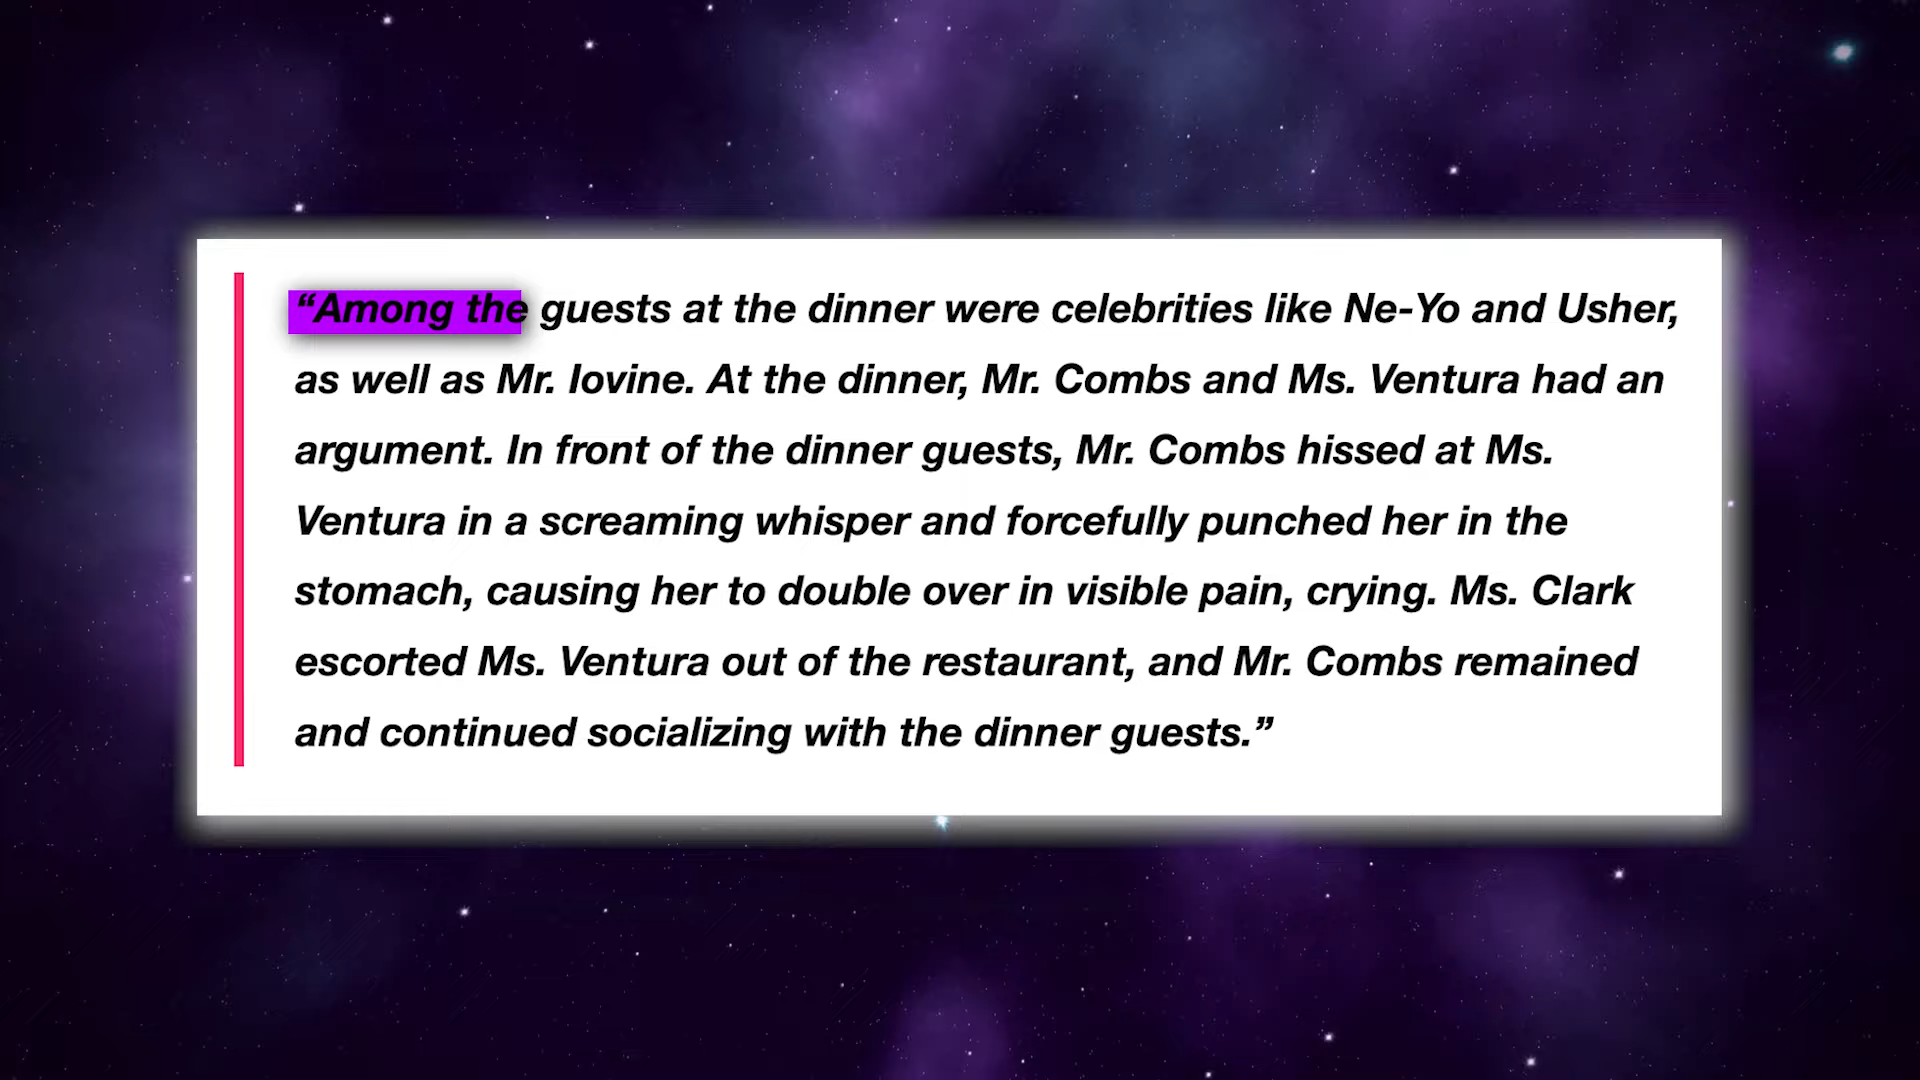 “Among the guests at the dinner were celebrities like Ne-Yo and Usher,
as well as Mr. Iovine. At the dinner, Mr. Combs and Ms. Ventura had an
argument. In front of the dinner guests, Mr. Combs hissed at Ms.
Ventura in a screaming whisper and forcefully punched her in the
stomach, causing her to double over in visible pain, crying. Ms. Clark
escorted Ms. Ventura out of the restaurant, and Mr. Combs remained
and continued socializing with the dinner guests.”